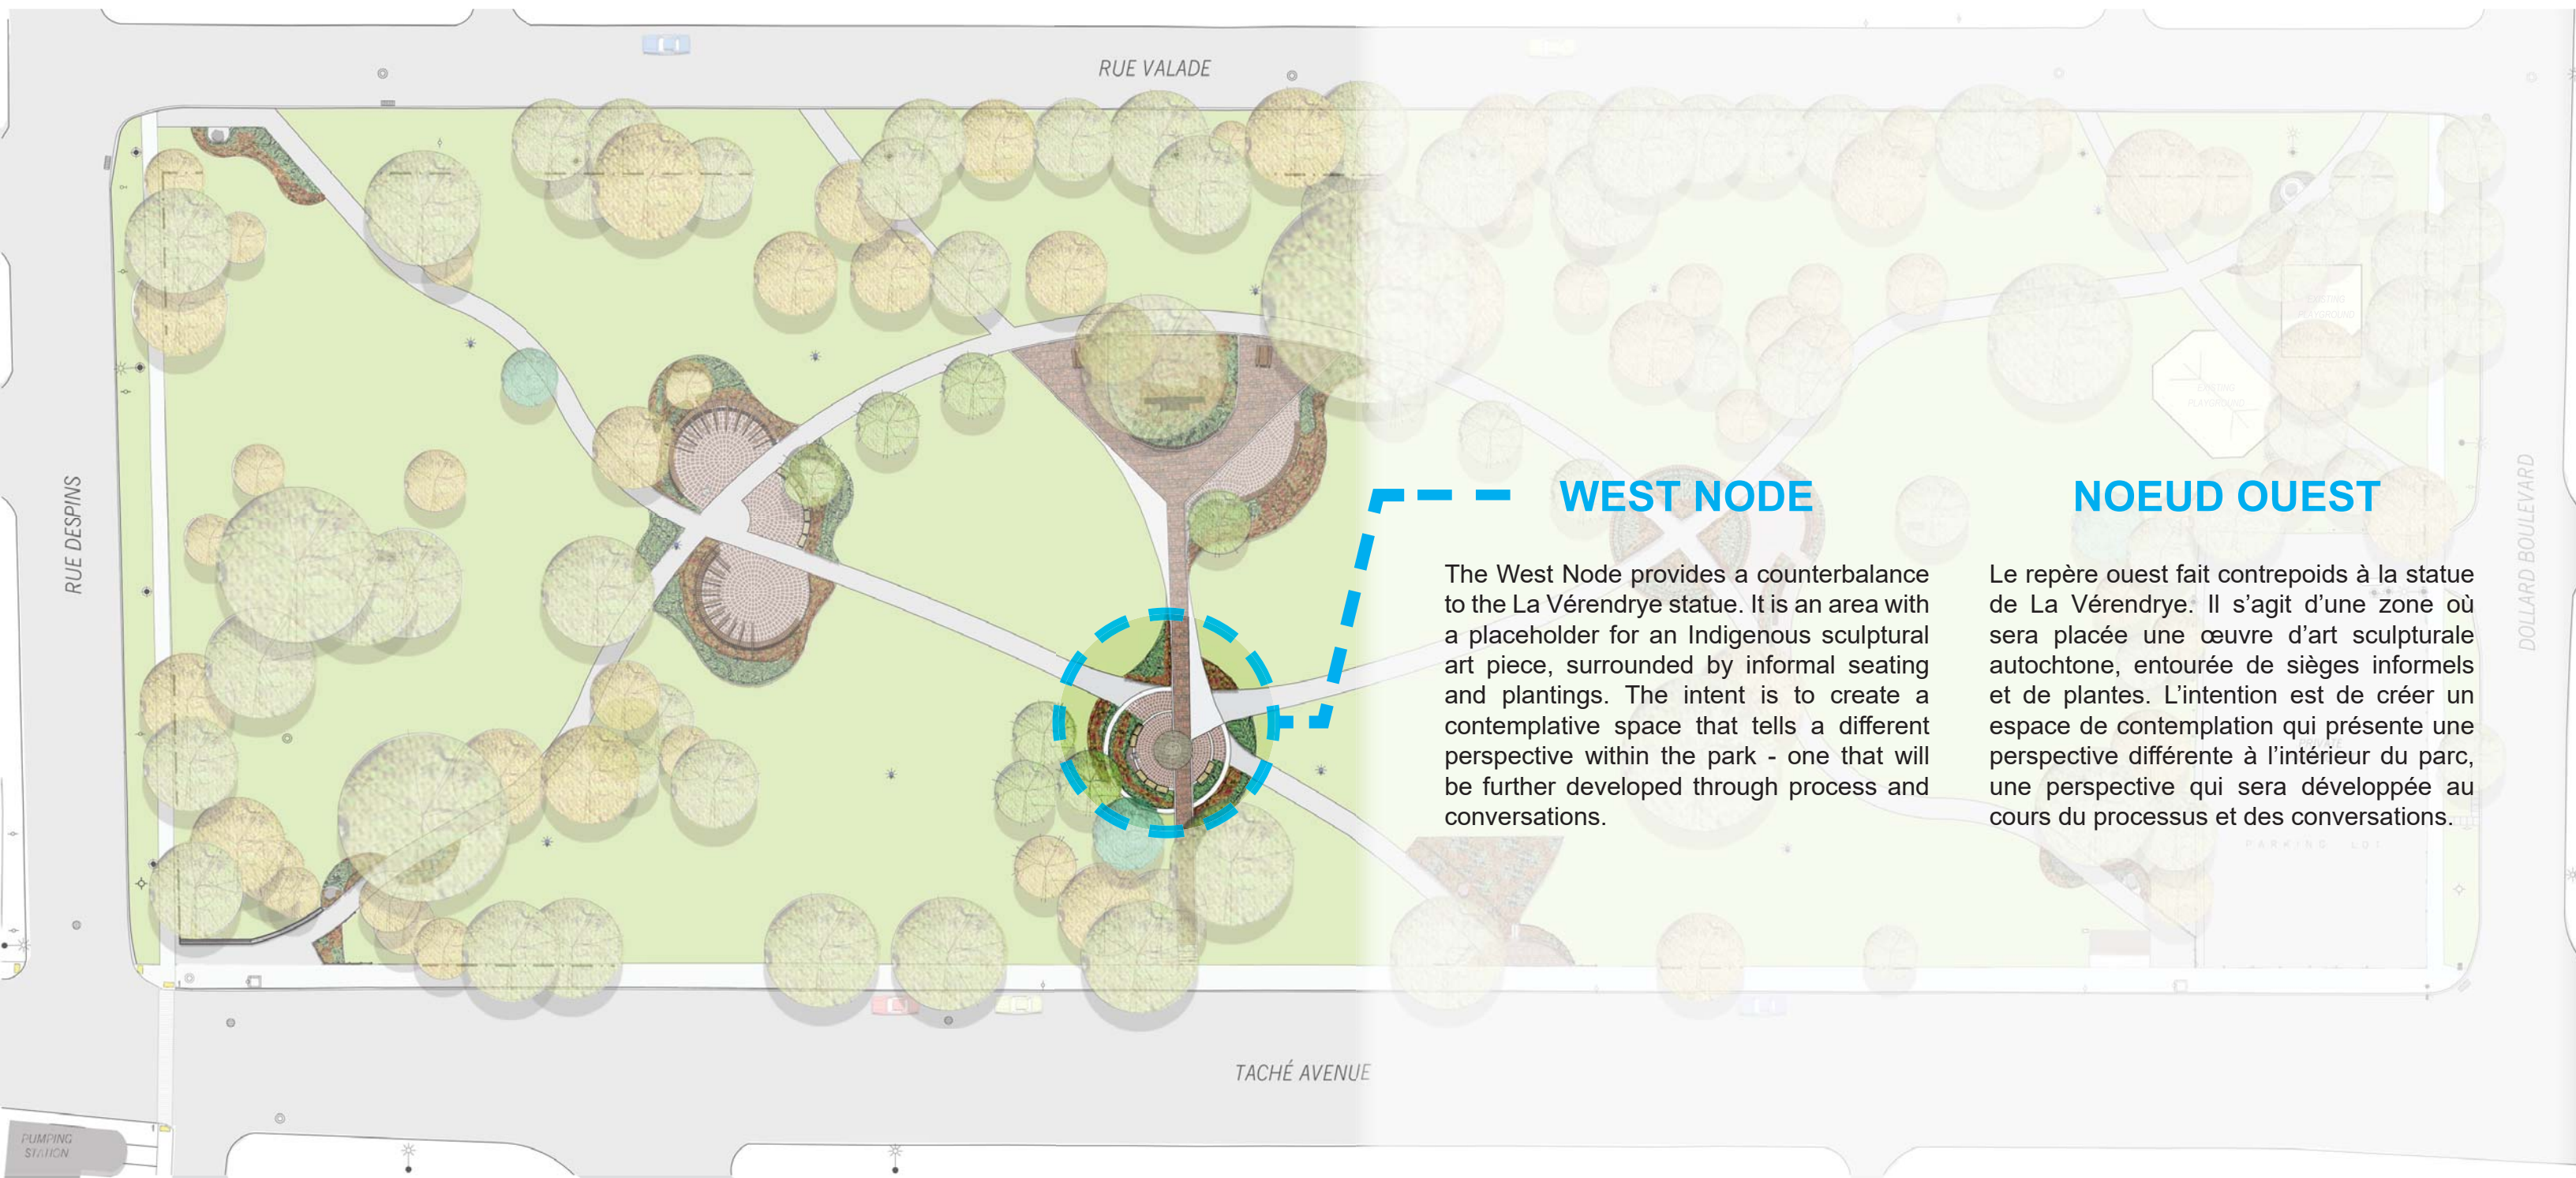 RUE VALADE
RUE DESPINS
WEST NODE
The West Node provides a counterbalance
to the La Vérendrye statue. It is an area with
a placeholder for an Indigenous sculptural
art piece, surrounded by informal seating
and plantings. The intent is to create a
contemplative space that tells a different
perspective within the park - one that will
be further developed through process and
conversations.
NOEUD OUEST
Le repère ouest fait contrepoids à la statue
de La Vérendrye. Il s’agit d’une zone où
sera placée une œuvre d’art sculpturale
autochtone, entourée de sièges informels
et de plantes. L’intention est de créer un
espace de contemplation qui présente une
perspective différente à l’intérieur du parc,
une perspective qui sera développée au
cours du processus et des conversations.
EXISTING
PLAYGROUND
EXISTING
PLAYGROUND
DOLLARD BOULEVARD
PARKING LOT
TACHÉ AVENUE
PUMPING
STATION